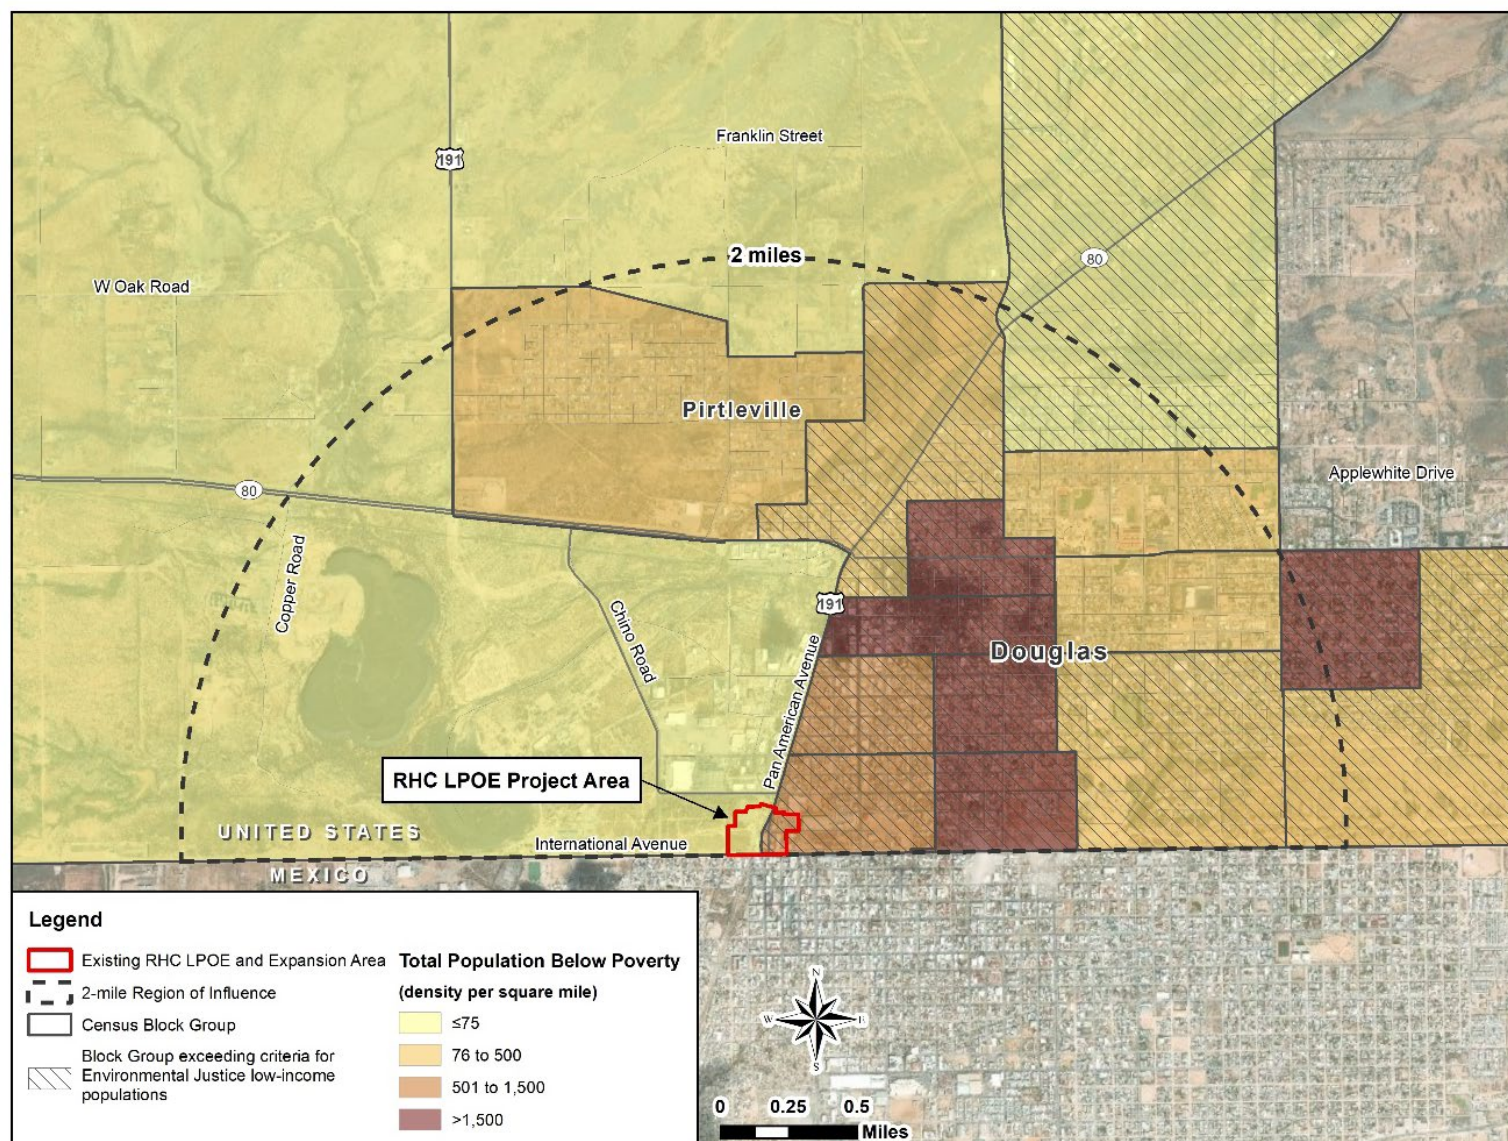 Franklin Street
191
2 miles
80
W Oak Road
Pirtleville
Applewhite Drive
80
Copper Road
Chino Road
191
Pan American Avenue
Douglas
RHC LPOE Project Area
UNITED STATES
International Avenue
MEXICO
Legend
Existing RHC LPOE and Expansion Area
2-mile Region of Influence
Census Block Group
Block Group exceeding criteria for
Environmental Justice low-income
populations
Total Population Below Poverty
(density per square mile)
≤75
76 to 500
501 to 1,500
>1,500
N
W E
S
0 0.25 0.5
Miles